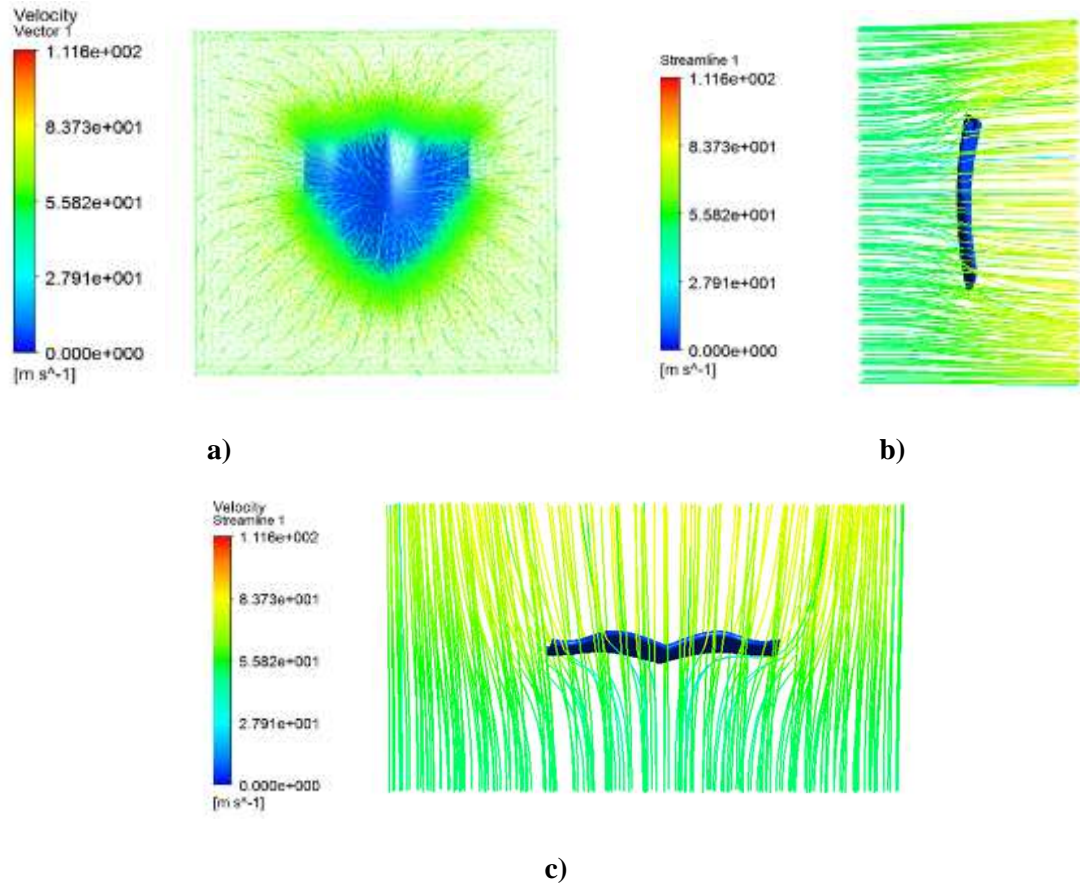 Velocity
Vector 1
1.116e+002
8.373e+001
5.582e+001
2.791e+001
0.000e+000
[m s^-1]
a)
Streamline 1
1.116e+002
8.373e+001
5.582e+001
2.791e+001
0.000e+000
[m s^-1]
b)
Velocity
Streamline 1
1.116e+002
8.373e+001
5.582e+001
2.791e+001
0.000e+000
[m s^-1]
c)